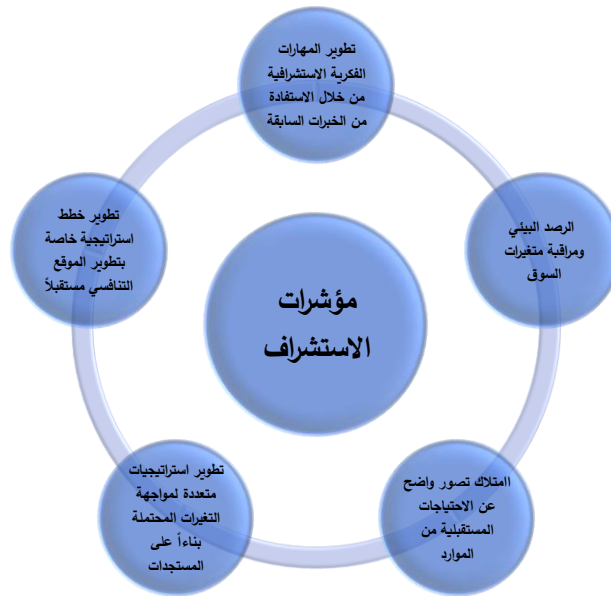 تطوير المهارات
الفكرية الاستشرافية
من خلال الاستفادة
من الخبرات السابقة
الرصد البيئي
ومراقبة متغيرات
السوق
اامتلاك تصور واضح
عن الاحتياجات
المستقبلية من
الموارد
تطوير استراتيجيات
متعددة لمواجهة
التغيرات المحتملة
بناءاً على
المستجدات
تطوير خطط
استراتيجية خاصة
بتطوير الموقع
التنافسي مستقبلاً
مؤشرات
الاستشراف